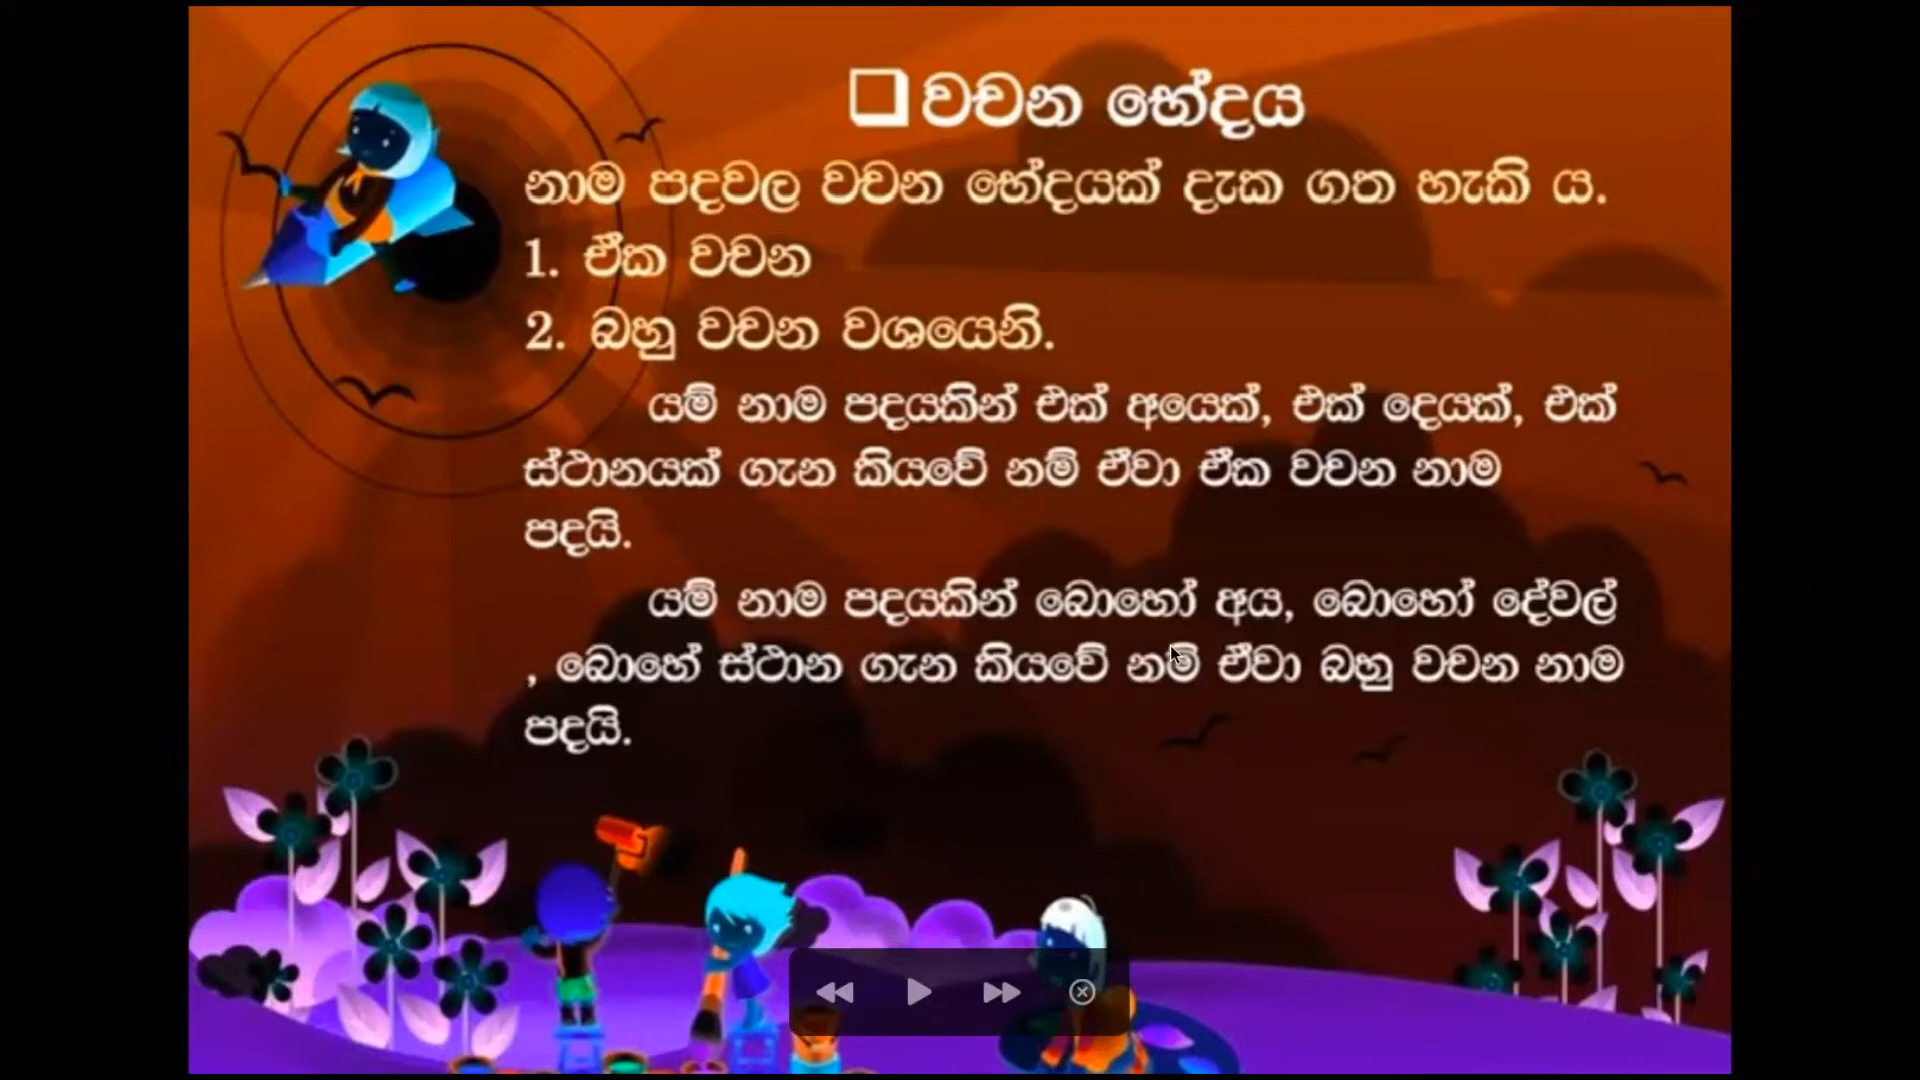 ❑වචන භේදය
නාම පදවල වචන භේදයක් දැක ගත හැකි ය.
1. ඒක වචන
2. බහු වචන වශයෙනි.
යම් නාම පදයකින් එක් අයෙක්, එක් දෙයක්, එක්
ස්ථානයක් ගැන කියවේ නම් ඒවා ඒක වචන නාම
පදයි.
යම් නාම පදයකින් බොහෝ අය, බොහෝ දේවල්
, බොහේ ස්ථාන ගැන කියවේ නම් ඒවා බහු වචන නාම
පදයි.